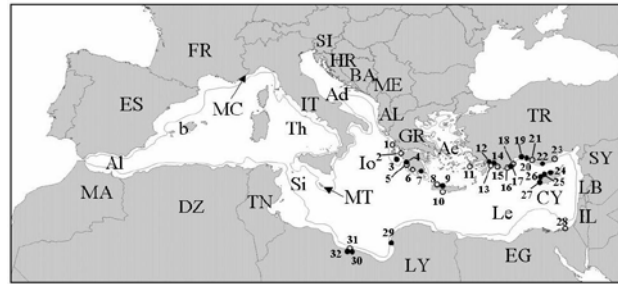 SI
FR
HR
BA
ME
MC
IT
Ad
ES
AL
TR
b
Th
GR
Ae
1
2
3
4
5
6
7
8
9
10
11
12
13
14
15
16
17
18
19
20
21
22
23
24
25
26
27
Io
SY
Al
Si
CY
LB
MA
MT
Le
IL
DZ
TN
28
29
31
32
30
LY
EG